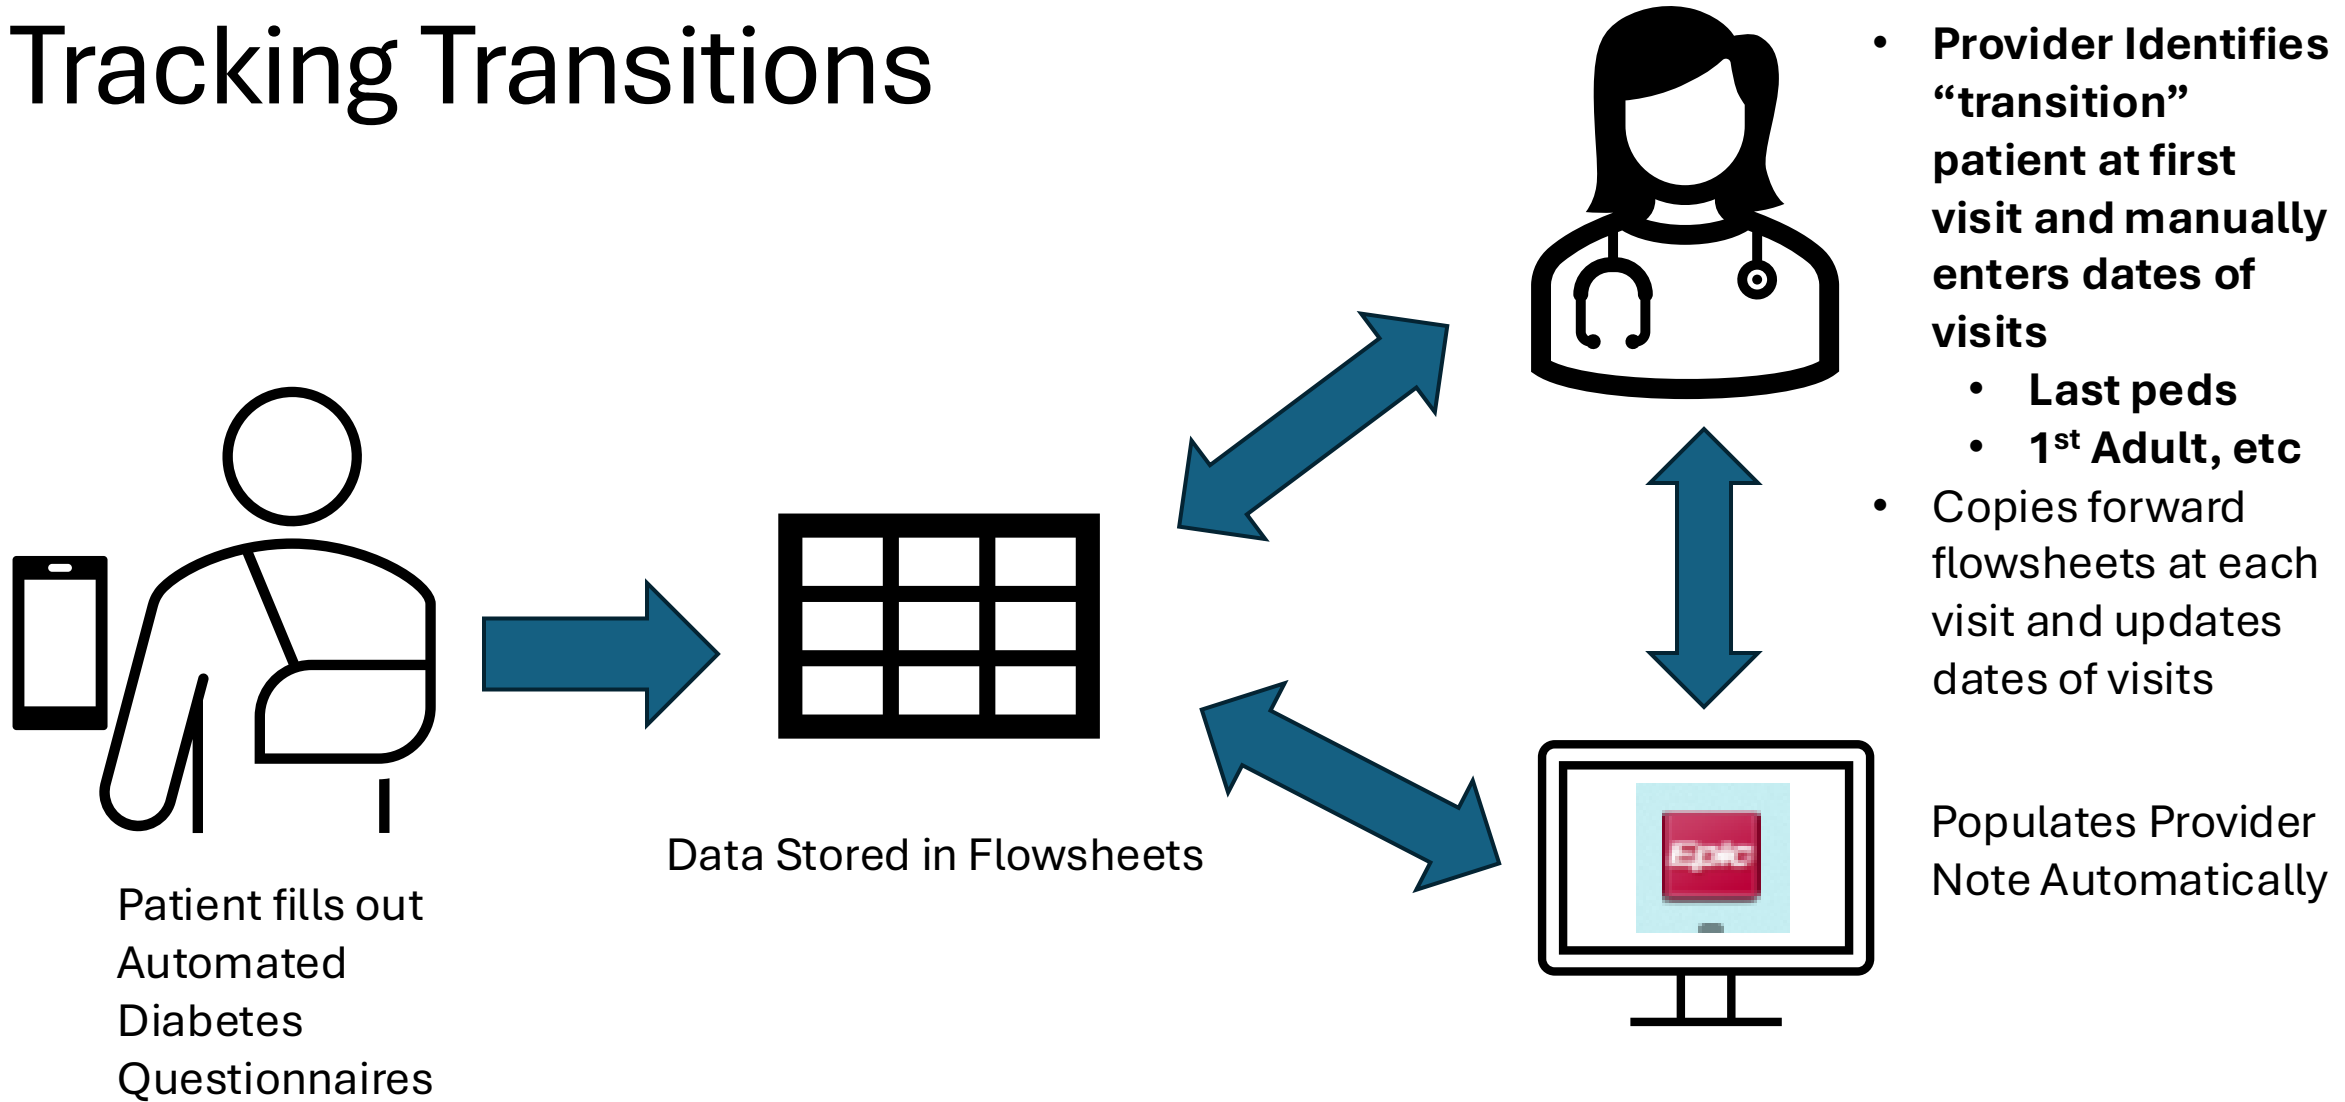 Tracking Transitions
• Provider Identifies
“transition”
patient at first
visit and manually
enters dates of
visits
• Last peds
• 1st Adult, etc
• Copies forward
flowsheets at each
visit and updates
dates of visits
Patient fills out
Automated
Diabetes
Questionnaires
Data Stored in Flowsheets
Epic
Populates Provider
Note Automatically